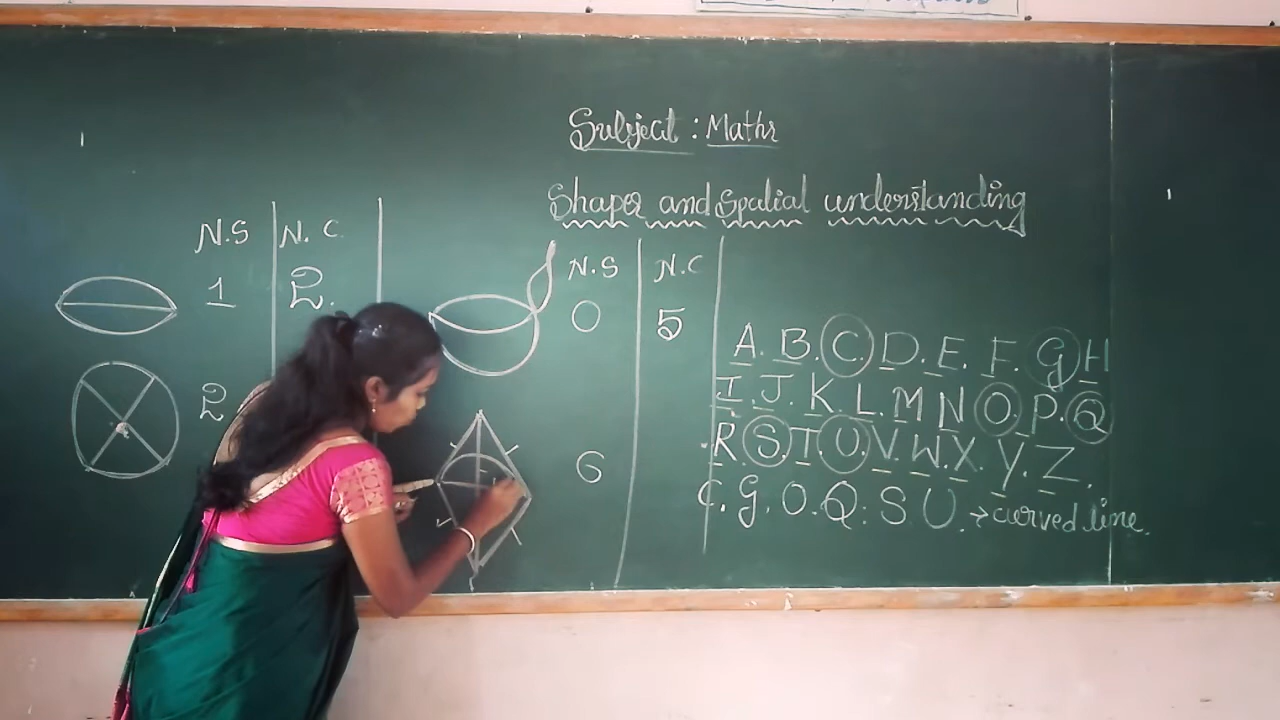 Subject : Maths
Shapes and Spatial understanding
N.S N.C
1 2.
2
N.S N.C
0 5
6
A. B. C. D. E. F. G H
I. J. K. L. M N O. P. Q
R S T. U. V. W. X. Y. Z.
C. G. O. Q. S U. → curved line.